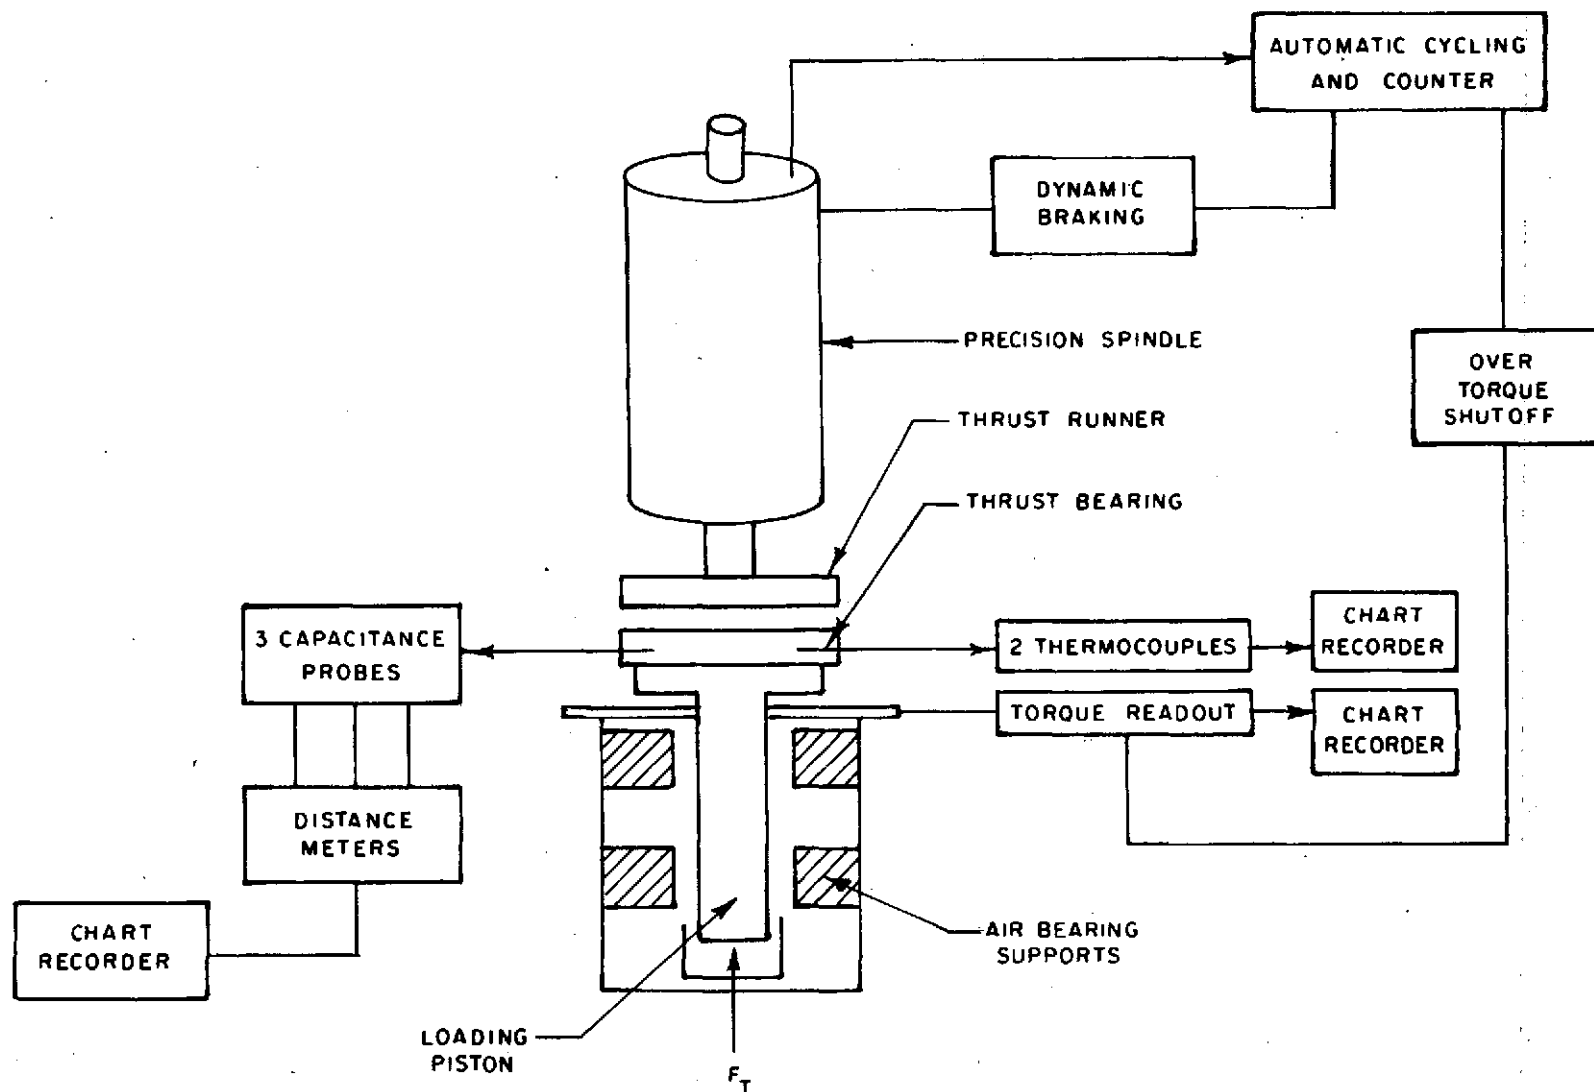 AUTOMATIC CYCLING
AND COUNTER
DYNAMIC
BRAKING
PRECISION SPINDLE
OVER
TORQUE
SHUTOFF
THRUST RUNNER
THRUST BEARING
3 CAPACITANCE
PROBES
2 THERMOCOUPLES
CHART
RECORDER
TORQUE READOUT
CHART
RECORDER
DISTANCE
METERS
CHART
RECORDER
AIR BEARING
SUPPORTS
LOADING
PISTON
F_T